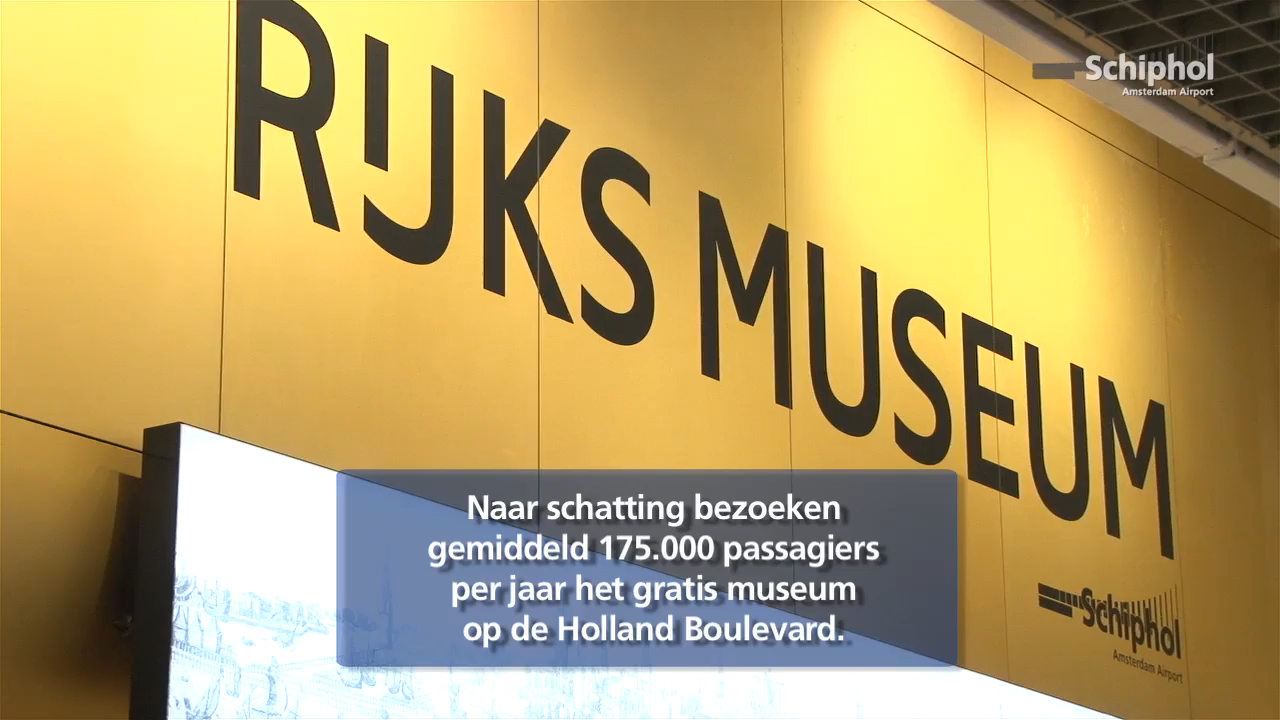 Schiphol
Amsterdam Airport
RIJKS MUSEUM
Naar schatting bezoeken
gemiddeld 175.000 passagiers
per jaar het gratis museum
op de Holland Boulevard.
Schiphol
Amsterdam Airport